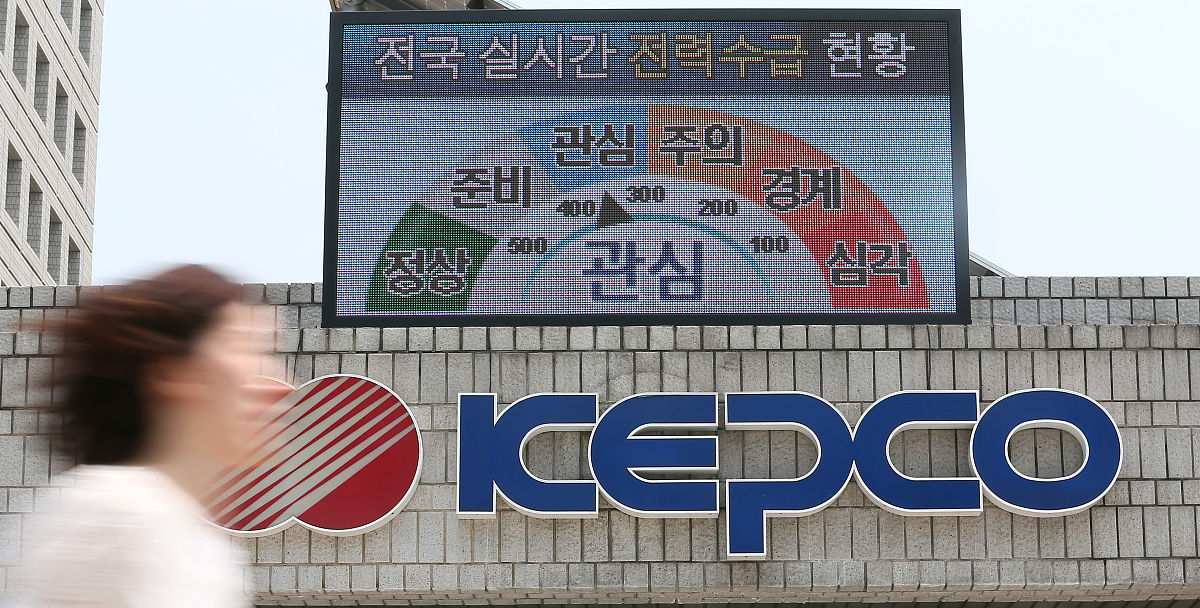 전국 실시간 전력수급 현황
관심 주의
준비 경계
400 300 200
정상 500 관심 100 심각
KEPCO